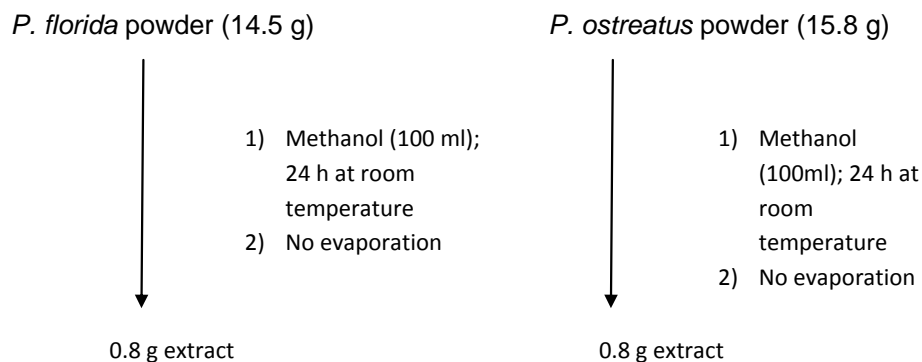 P. florida powder (14.5 g)
1) Methanol (100 ml);
24 h at room
temperature
2) No evaporation
0.8 g extract
P. ostreatus powder (15.8 g)
1) Methanol
(100ml); 24 h at
room
temperature
2) No evaporation
0.8 g extract